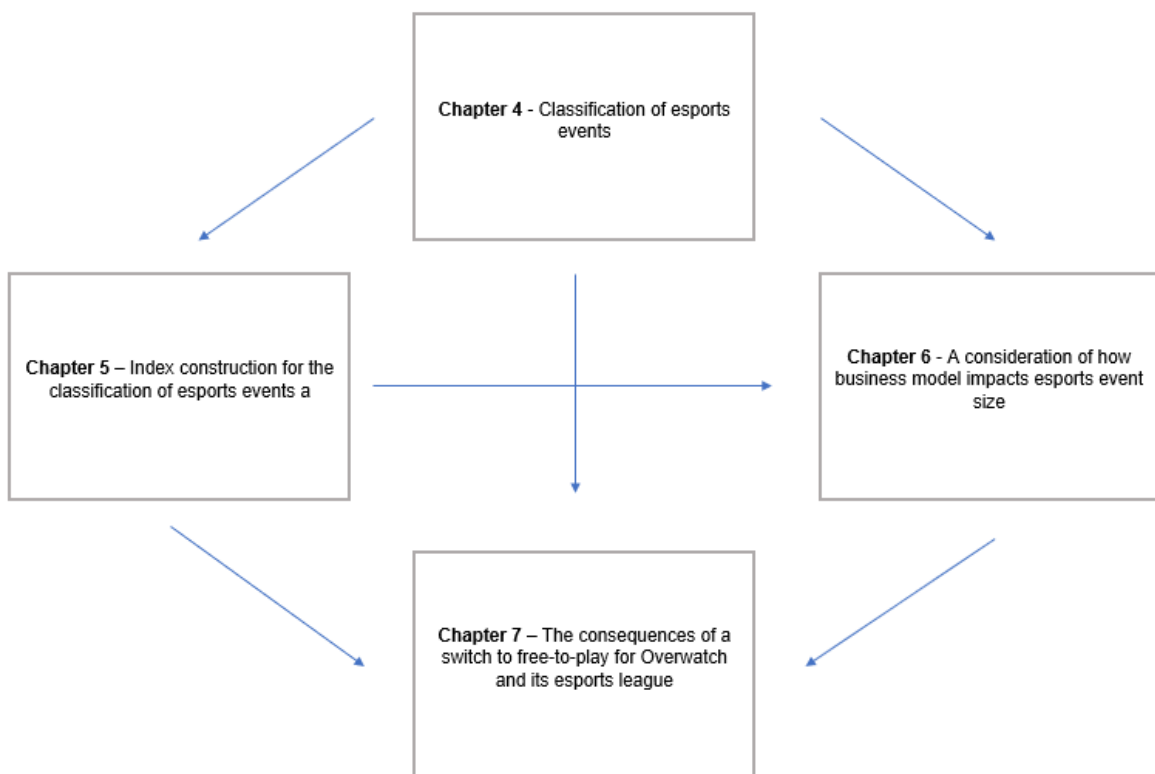 Chapter 4 - Classification of esports
events
Chapter 5 – Index construction for the
classification of esports events a
Chapter 6 - A consideration of how
business model impacts esports event
size
Chapter 7 – The consequences of a
switch to free-to-play for Overwatch
and its esports league